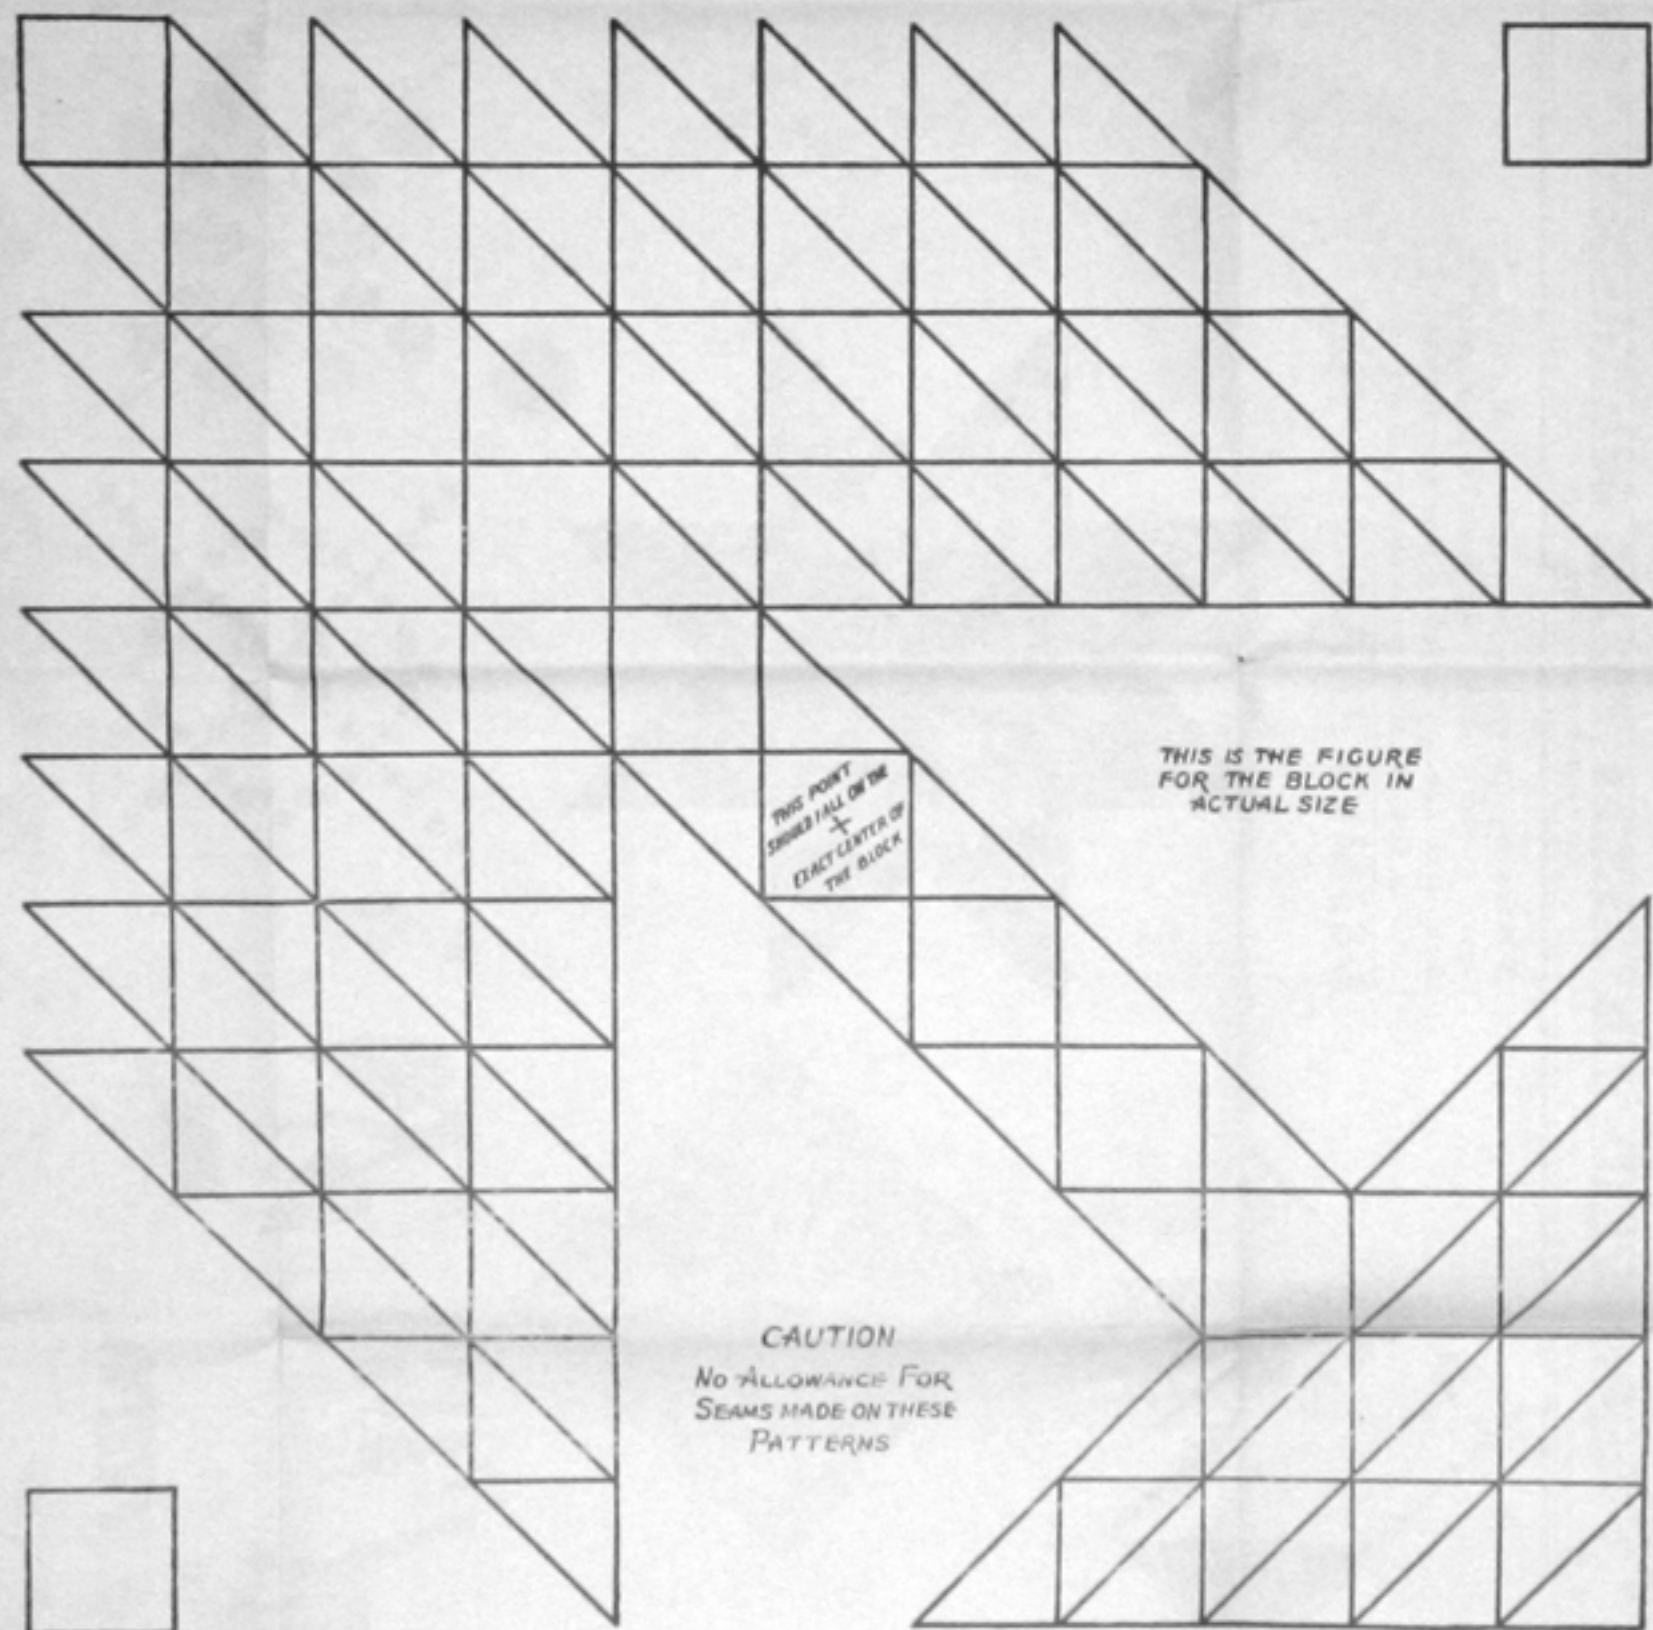 THIS POINT
SHOULD FALL ON THE
EXACT CENTER OF
THE BLOCK
THIS IS THE FIGURE
FOR THE BLOCK IN
ACTUAL SIZE
CAUTION
NO ALLOWANCE FOR
SEAMS MADE ON THESE
PATTERNS